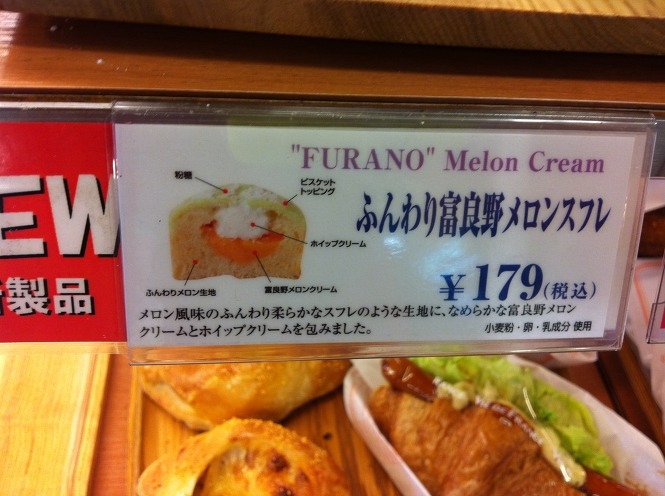 "FURANO" Melon Cream
ふんわり富良野メロンスフレ
粉糖
ビスケット
トッピング
ホイップクリーム
ふんわりメロン生地
富良野メロンクリーム
¥179(税込)
メロン風味のふんわり柔らかなスフレのような生地に、なめらかな富良野メロン
クリームとホイップクリームを包みました。
小麦粉・卵・乳成分 使用
EW
製品